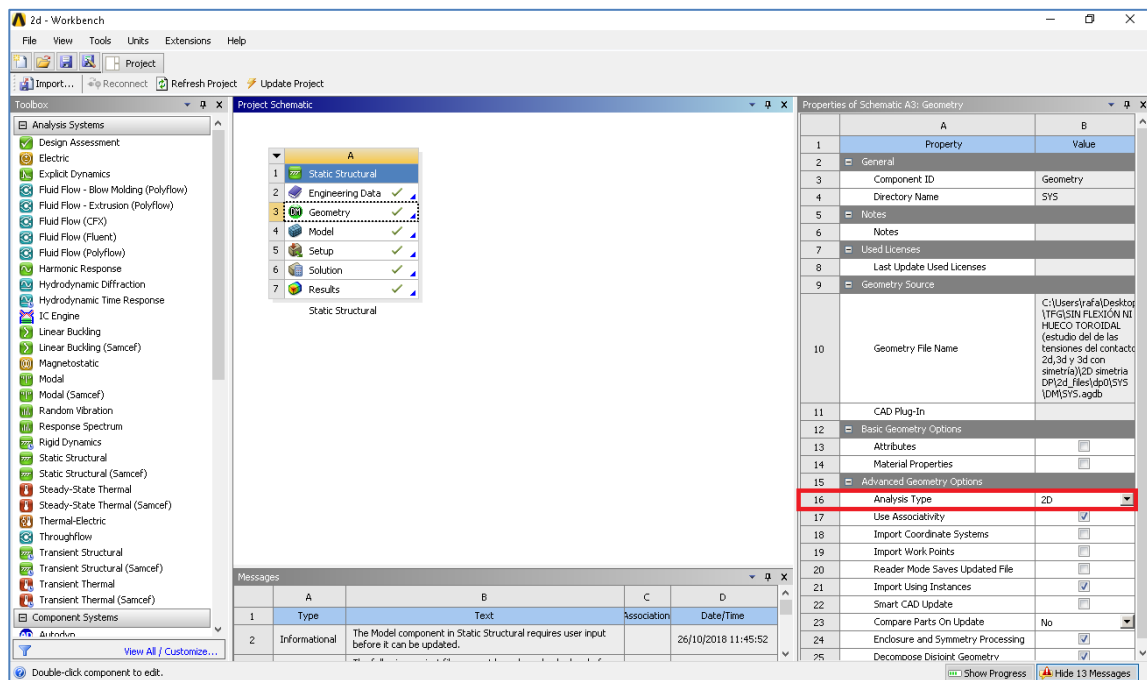 2d - Workbench
File View Tools Units Extensions Help
Project
Import... Reconnect Refresh Project Update Project
Toolbox
Analysis Systems
Design Assessment
Electric
Explicit Dynamics
Fluid Flow - Blow Molding (Polyflow)
Fluid Flow - Extrusion (Polyflow)
Fluid Flow (CFX)
Fluid Flow (Fluent)
Fluid Flow (Polyflow)
Harmonic Response
Hydrodynamic Diffraction
Hydrodynamic Time Response
IC Engine
Linear Buckling
Linear Buckling (Samcef)
Magnetostatic
Modal
Modal (Samcef)
Random Vibration
Response Spectrum
Rigid Dynamics
Static Structural
Static Structural (Samcef)
Steady-State Thermal
Steady-State Thermal (Samcef)
Thermal-Electric
Throughflow
Transient Structural
Transient Structural (Samcef)
Transient Thermal
Transient Thermal (Samcef)
Component Systems
Autodyn
View All / Customize...
Project Schematic
A
1 Static Structural
2 Engineering Data
3 Geometry
4 Model
5 Setup
6 Solution
7 Results
Static Structural
Messages
A B C D
1 Type Text Association Date/Time
2 Informational The Model component in Static Structural requires user input
before it can be updated. 26/10/2018 11:45:52
Properties of Schematic A3: Geometry
A B
1 Property Value
2 General
3 Component ID Geometry
4 Directory Name SYS
5 Notes
6 Notes
7 Used Licenses
8 Last Update Used Licenses
9 Geometry Source
10 Geometry File Name
C:\Users\rafa\Desktop
\TFG\SIN FLEXIÓN NI
HUECO TOROIDAL
(estudio del de las
tensiones del contacto
2d,3d y 3d con
simetría)\2D simetria
DP\2d_files\dp0\SYS
\DM\SYS.agdb
11 CAD Plug-In
12 Basic Geometry Options
13 Attributes
14 Material Properties
15 Advanced Geometry Options
16 Analysis Type 2D
17 Use Associativity
18 Import Coordinate Systems
19 Import Work Points
20 Reader Mode Saves Updated File
21 Import Using Instances
22 Smart CAD Update
23 Compare Parts On Update No
24 Enclosure and Symmetry Processing
25 Decompose Disjoint Geometry
Double-click component to edit.
Show Progress Hide 13 Messages